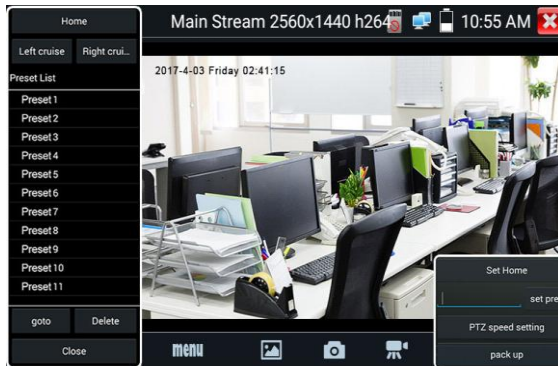 Home
Main Stream 2560x1440 h264
10:55 AM
Left cruise
Right crui...
Preset List
2017-4-03 Friday 02:41:15
Preset 1
Preset 2
Preset 3
Preset 4
Preset 5
Preset 6
Preset 7
Preset 8
Preset 9
Preset 10
Preset 11
goto
Delete
Close
menu
Set Home
set pre
PTZ speed setting
pack up